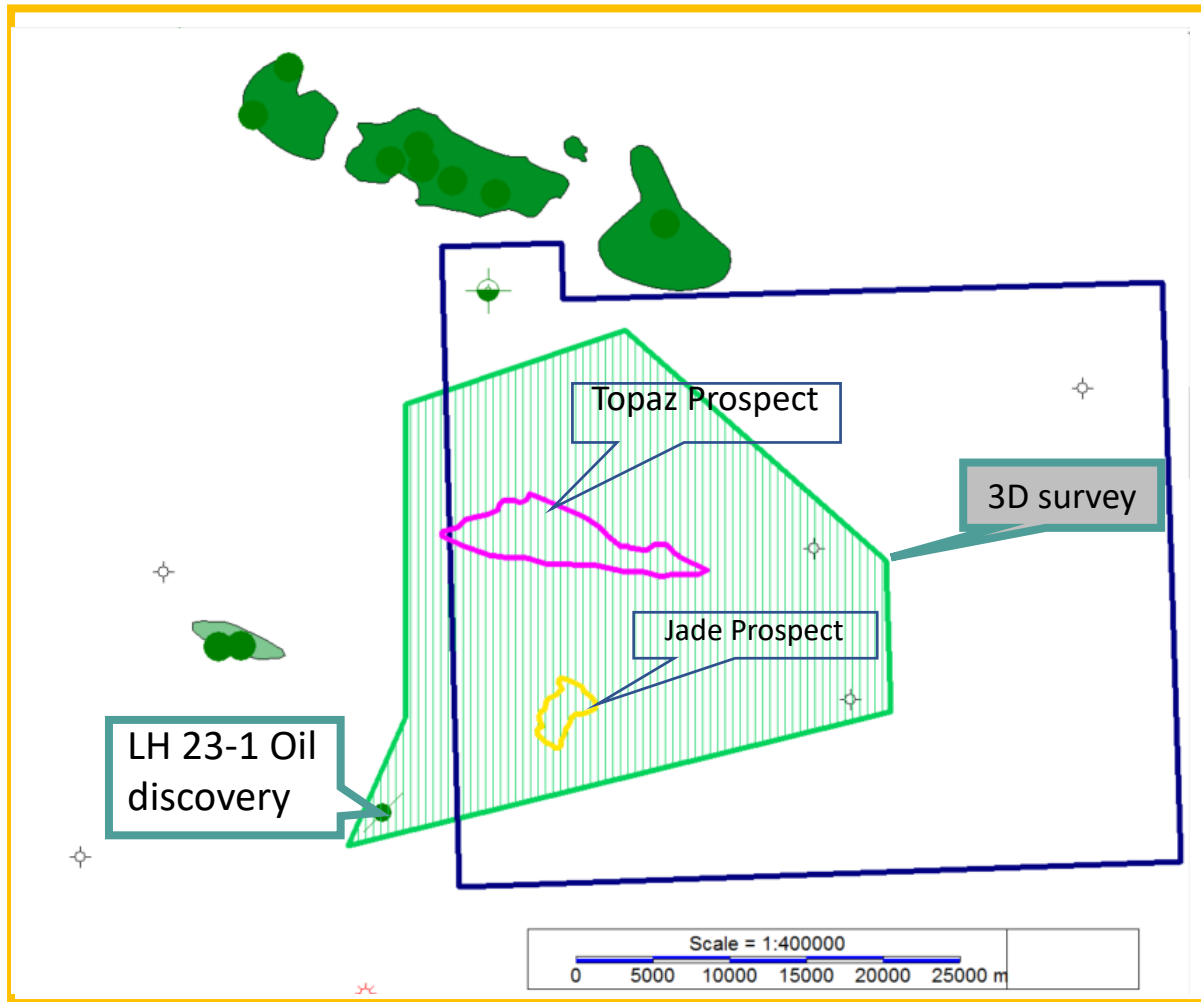 Topaz Prospect
3D survey
Jade Prospect
LH 23-1 Oil
discovery
Scale = 1:400000
0 5000 10000 15000 20000 25000 m